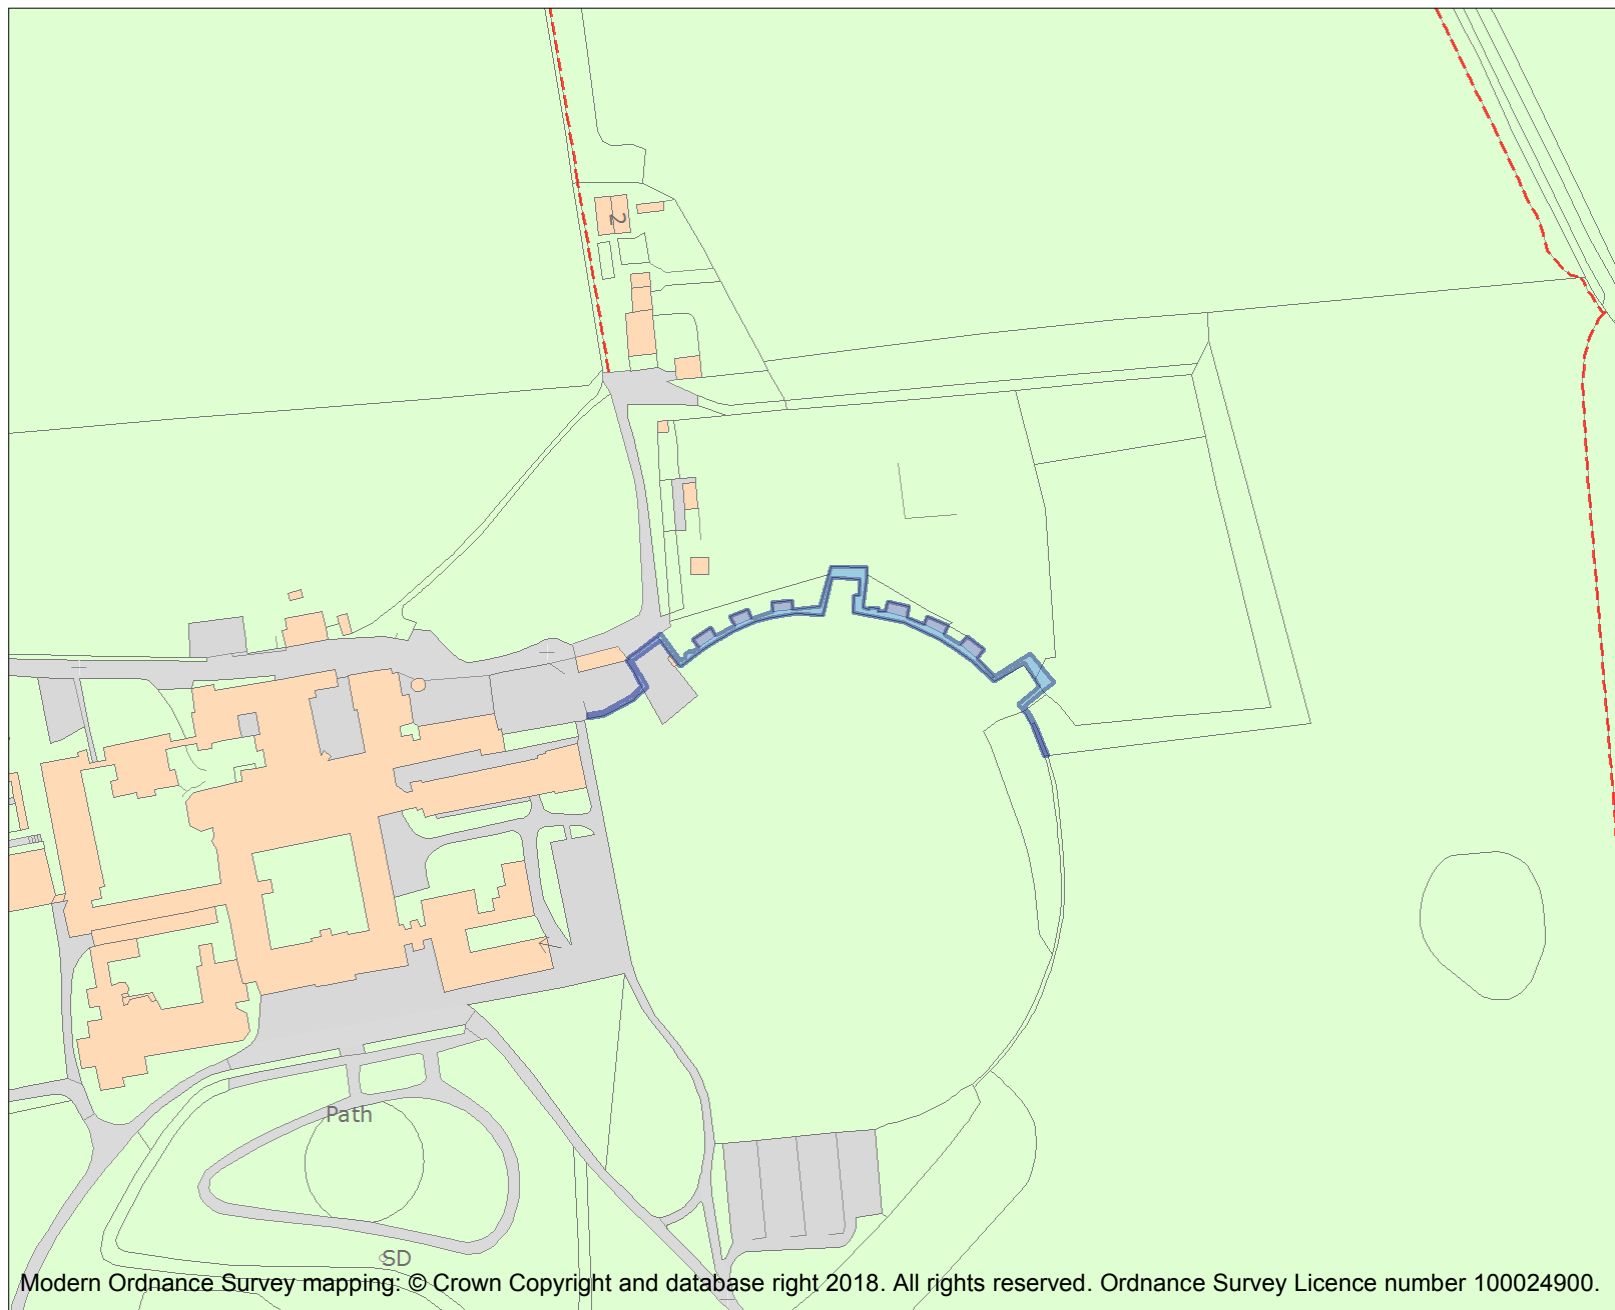 2
Path
SD
Modern Ordnance Survey mapping: © Crown Copyright and database right 2018. All rights reserved. Ordnance Survey Licence number 100024900.